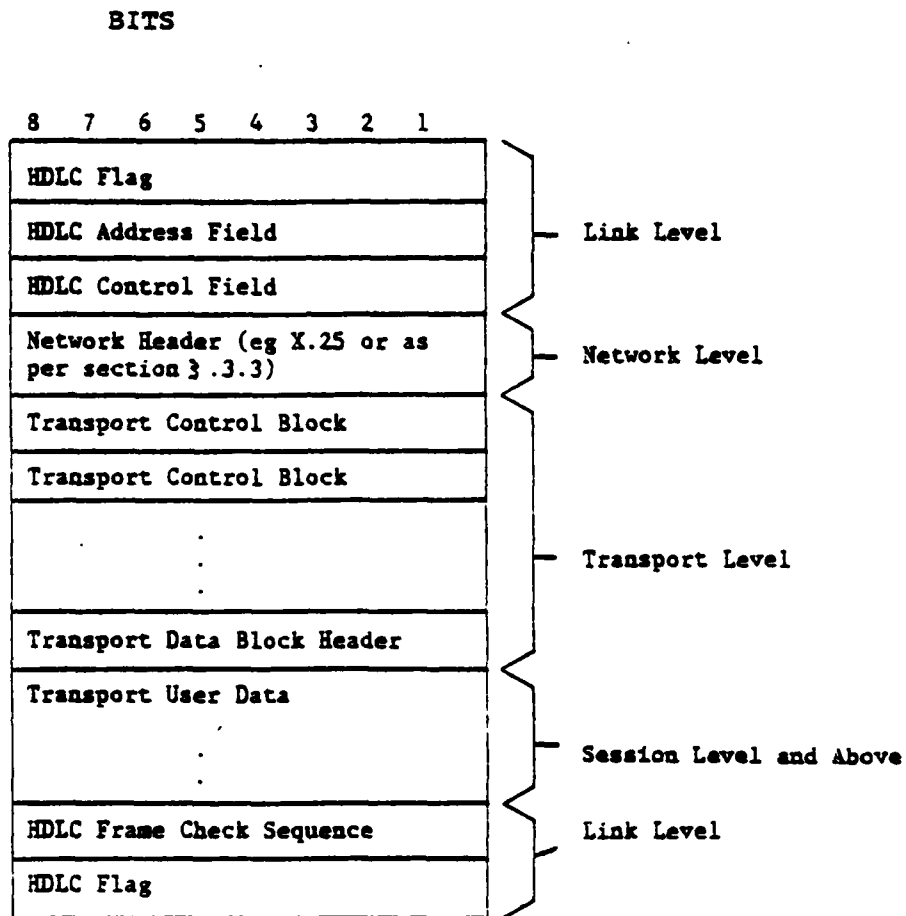 BITS
8 7 6 5 4 3 2 1
HDLC Flag
HDLC Address Field
Link Level
HDLC Control Field
Network Header (eg X.25 or as
per section 3.3.3)
Network Level
Transport Control Block
Transport Control Block
.
.
.
Transport Level
Transport Data Block Header
Transport User Data
.
.
Session Level and Above
HDLC Frame Check Sequence
Link Level
HDLC Flag